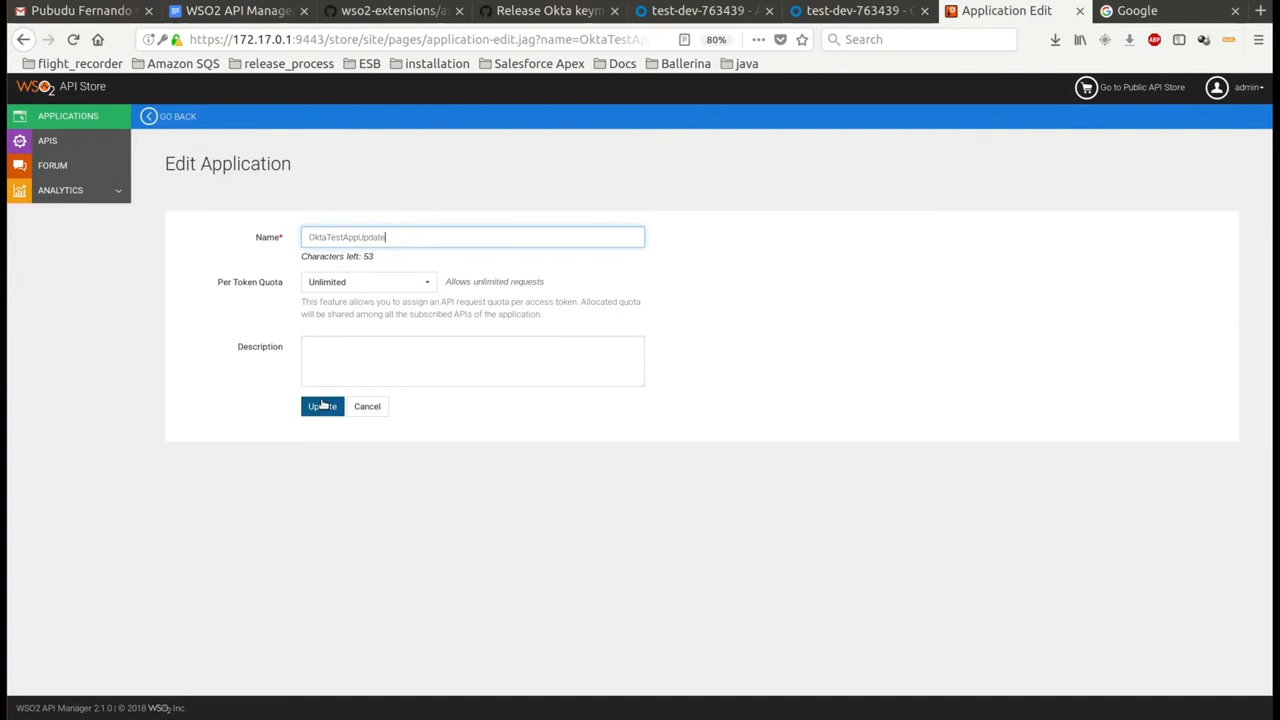 Pubudu Fernando
WSO2 API Manage
wso2-extensions/a
Release Okta keym
test-dev-763439 -
test-dev-763439 -
Application Edit
Google
https://172.17.0.1:9443/store/site/pages/application-edit.jag?name=OktaTestAp
80%
Search
flight_recorder
Amazon SQS
release_process
ESB
installation
Salesforce Apex
Docs
Ballerina
java
WSO2 API Store
Go to Public API Store
admin
APPLICATIONS
GO BACK
APIS
FORUM
ANALYTICS
Edit Application
Name*
OktaTestAppUpdate
Characters left: 53
Per Token Quota
Unlimited
Allows unlimited requests
This feature allows you to assign an API request quota per access token. Allocated quota
will be shared among all the subscribed APIs of the application.
Description
Update
Cancel
WSO2 API Manager 2.1.0 | © 2018 WSO2 Inc.